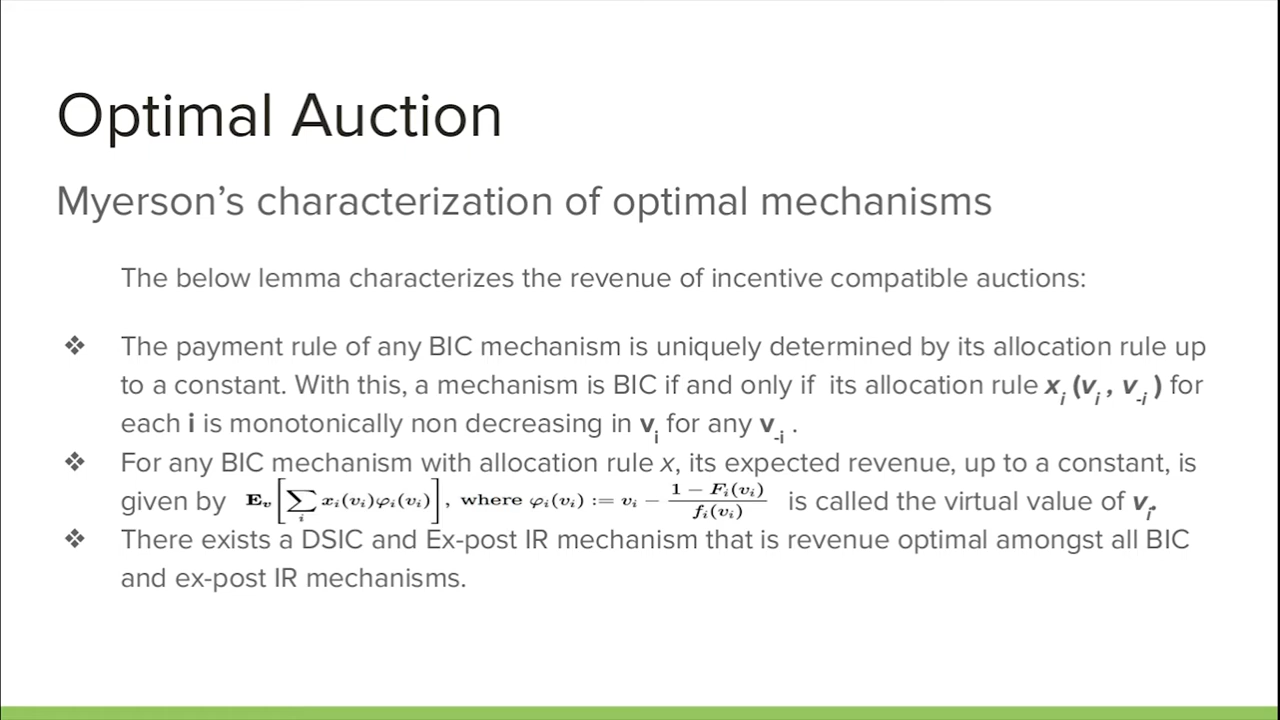 Optimal Auction
Myerson's characterization of optimal mechanisms
The below lemma characterizes the revenue of incentive compatible auctions:
❖ The payment rule of any BIC mechanism is uniquely determined by its allocation rule up
to a constant. With this, a mechanism is BIC if and only if its allocation rule x_i (v_i , v_-i ) for
each i is monotonically non decreasing in v_i for any v_-i .
❖ For any BIC mechanism with allocation rule x, its expected revenue, up to a constant, is
given by E_v[∑_i x_i(v_i)φ_i(v_i)], where φ_i(v_i) := v_i − (1 − F_i(v_i))/f_i(v_i) is called the virtual value of v_i.
❖ There exists a DSIC and Ex-post IR mechanism that is revenue optimal amongst all BIC
and ex-post IR mechanisms.